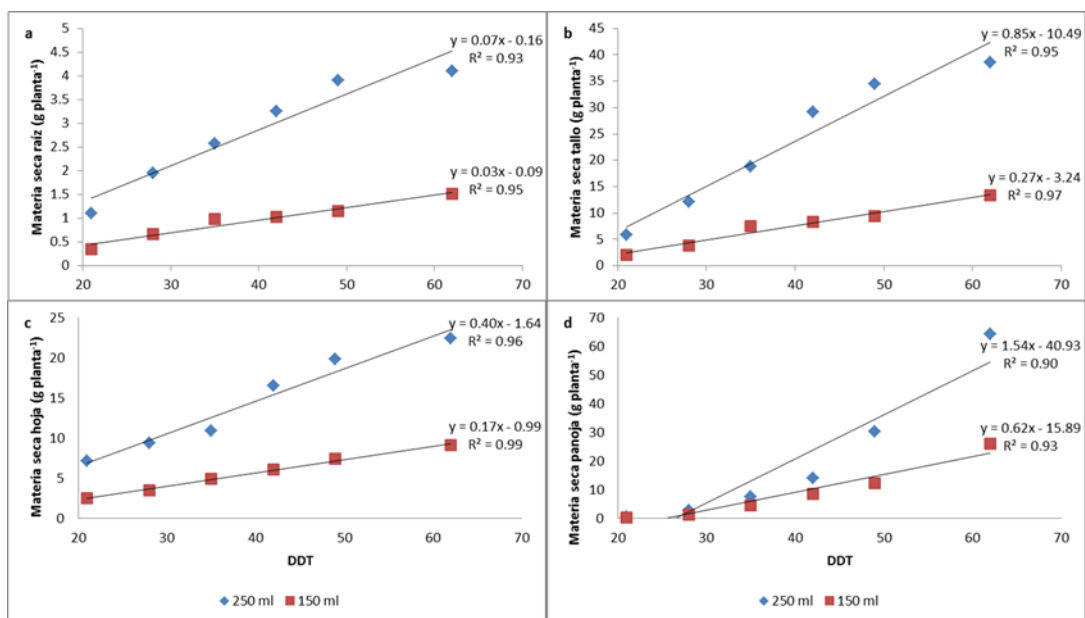 a
Materia seca raíz (g planta⁻¹)
5
4.5
4
3.5
3
2.5
2
1.5
1
0.5
0
y = 0.07x - 0.16
R² = 0.93
y = 0.03x - 0.09
R² = 0.95
20 30 40 50 60 70
b
Materia seca tallo (g planta⁻¹)
45
40
35
30
25
20
15
10
5
0
y = 0.85x - 10.49
R² = 0.95
y = 0.27x - 3.24
R² = 0.97
20 30 40 50 60 70
c
Materia seca hoja (g planta⁻¹)
25
20
15
10
5
0
y = 0.40x - 1.64
R² = 0.96
y = 0.17x - 0.99
R² = 0.99
20 30 40 50 60 70
DDT
250 ml 150 ml
d
Materia seca panoja (g planta⁻¹)
70
60
50
40
30
20
10
0
y = 1.54x - 40.93
R² = 0.90
y = 0.62x - 15.89
R² = 0.93
20 30 40 50 60 70
DDT
250 ml 150 ml